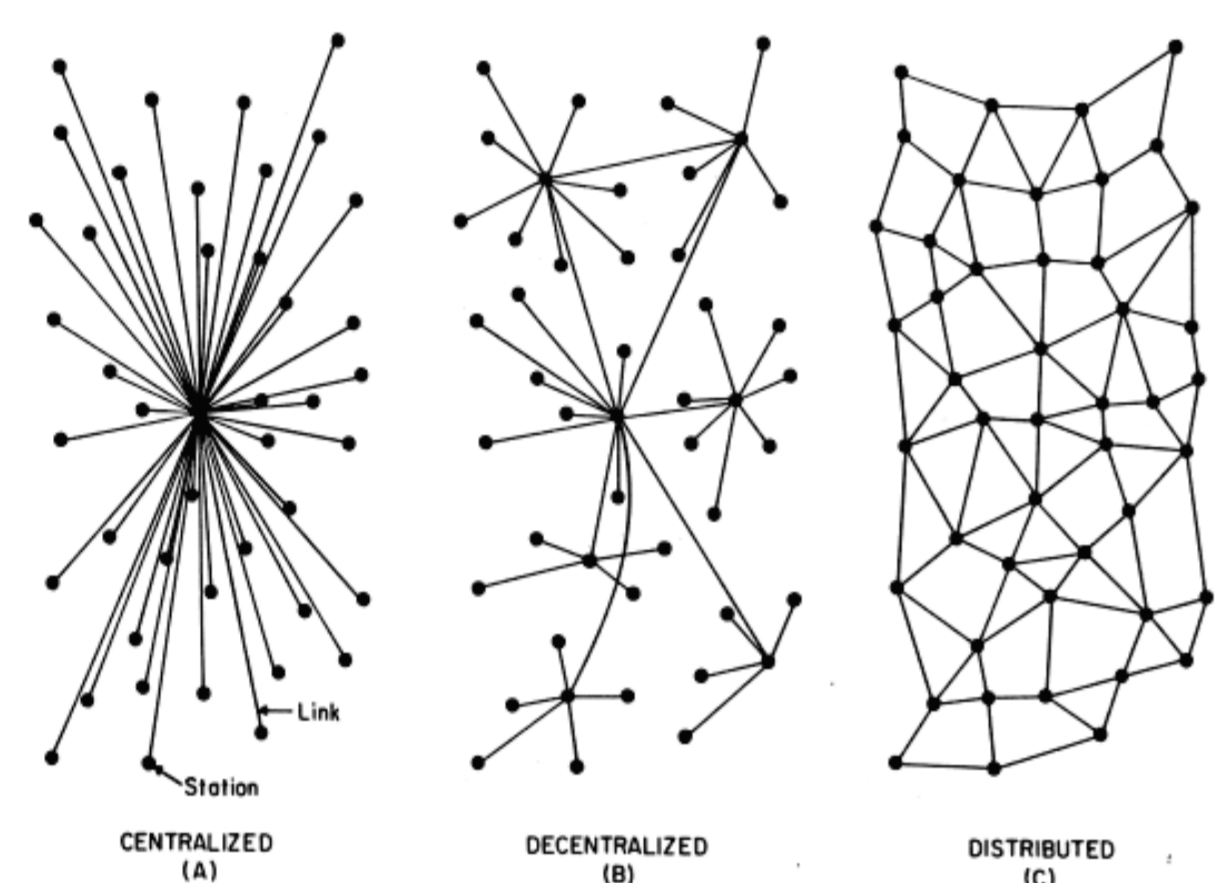 Link
Station
CENTRALIZED
(A)
DECENTRALIZED
(B)
DISTRIBUTED
(C)